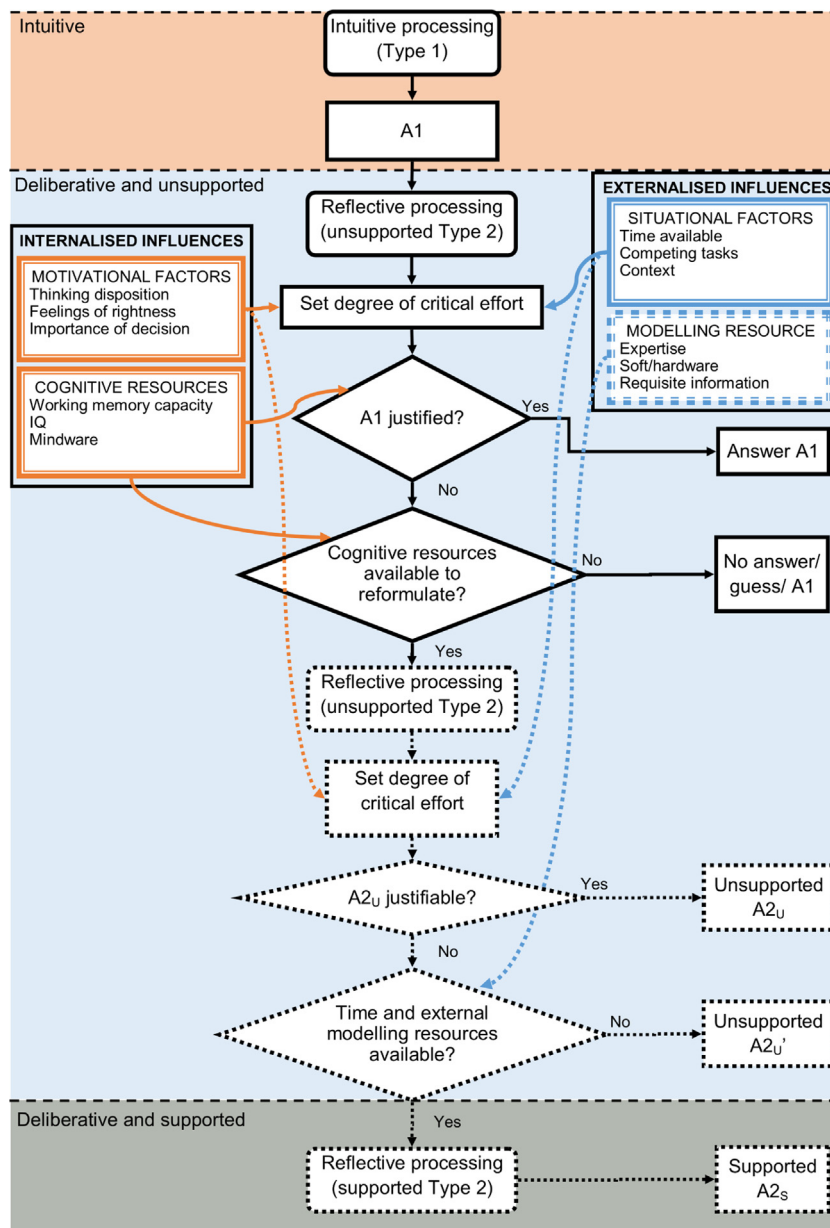 Intuitive
Intuitive processing
(Type 1)
A1
Deliberative and unsupported
Reflective processing
(unsupported Type 2)
EXTERNALISED INFLUENCES
SITUATIONAL FACTORS
Time available
Competing tasks
Context
MODELLING RESOURCE
Expertise
Soft/hardware
Requisite information
INTERNALISED INFLUENCES
MOTIVATIONAL FACTORS
Thinking disposition
Feelings of rightness
Importance of decision
COGNITIVE RESOURCES
Working memory capacity
IQ
Mindware
Set degree of critical effort
A1 justified?
Yes
Answer A1
No
Cognitive resources
available to
reformulate?
No
No answer/
guess/ A1
Yes
Reflective processing
(unsupported Type 2)
Set degree of
critical effort
A2U justifiable?
Yes
Unsupported
A2U
No
Time and external
modelling resources
available?
No
Unsupported
A2U’
Deliberative and supported
Yes
Reflective processing
(supported Type 2)
Supported
A2S